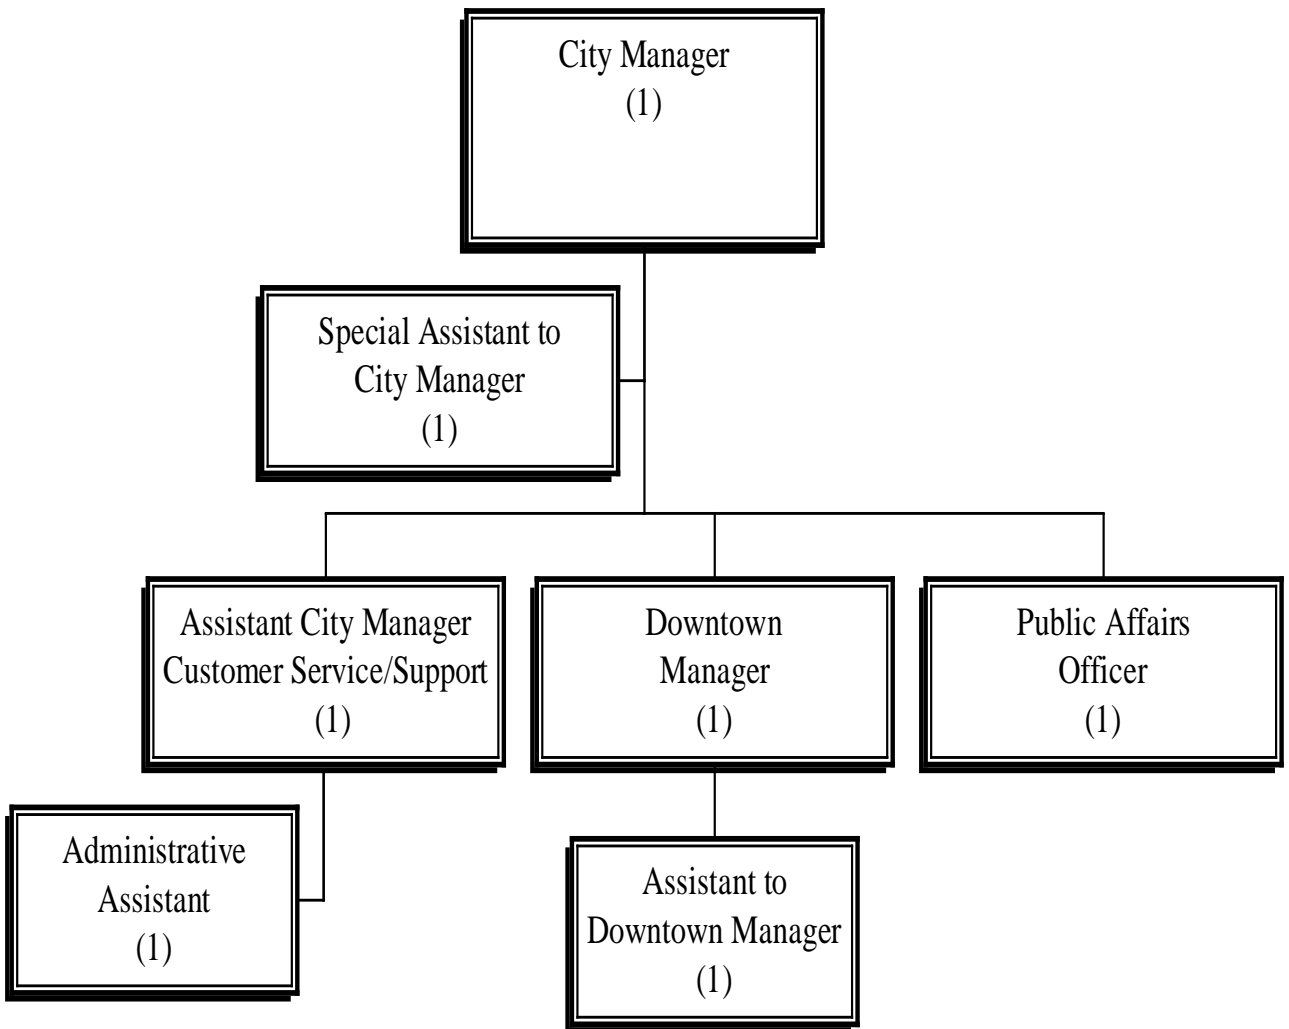 City Manager
(1)
Special Assistant to
City Manager
(1)
Assistant City Manager
Customer Service/Support
(1)
Downtown
Manager
(1)
Public Affairs
Officer
(1)
Administrative
Assistant
(1)
Assistant to
Downtown Manager
(1)